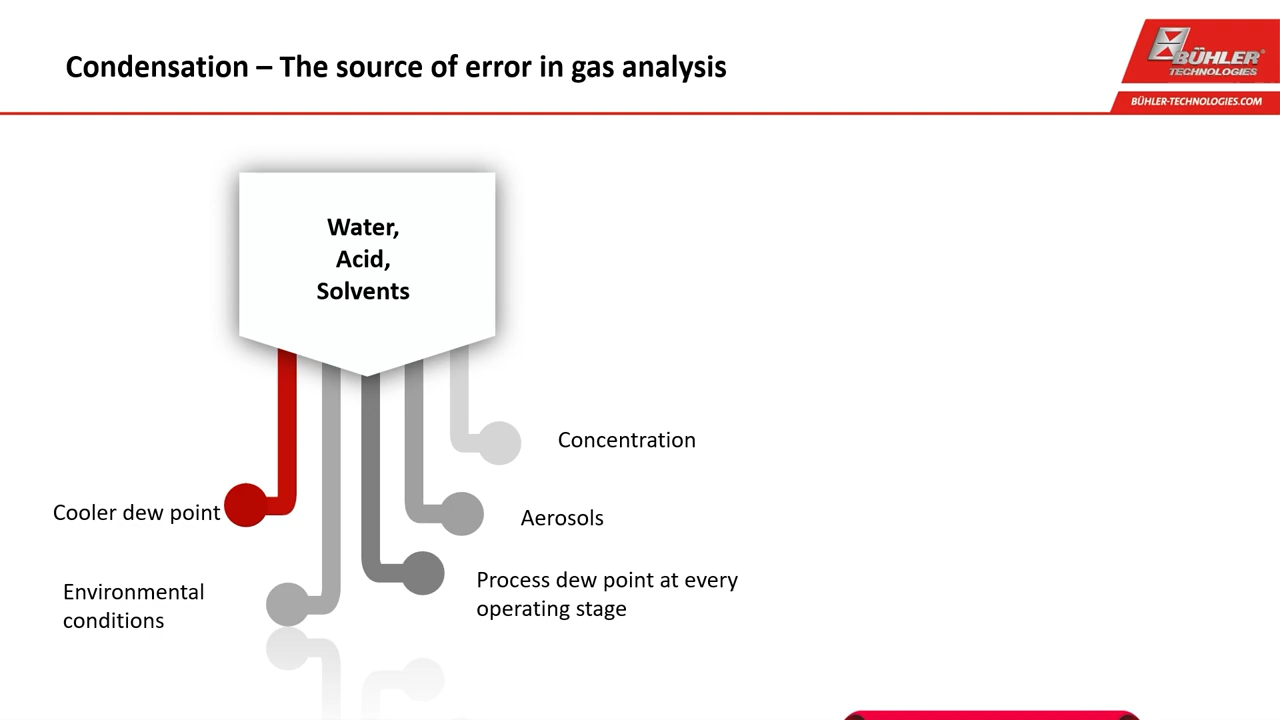 Condensation – The source of error in gas analysis
BÜHLER®
TECHNOLOGIES
BÜHLER-TECHNOLOGIES.COM
Water,
Acid,
Solvents
Concentration
Cooler dew point
Aerosols
Environmental
conditions
Process dew point at every
operating stage